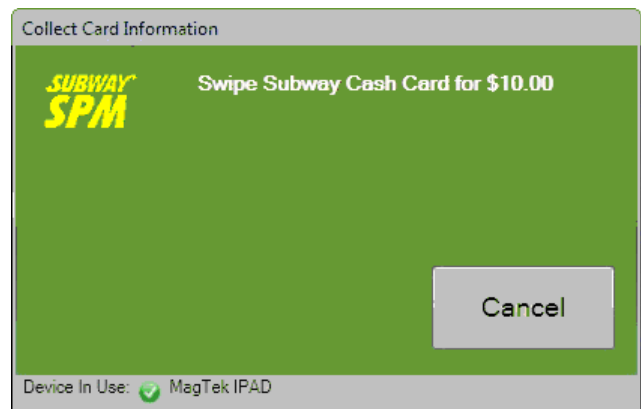 Collect Card Information
SUBWAY
SPM
Swipe Subway Cash Card for $10.00
Cancel
Device In Use: MagTek IPAD